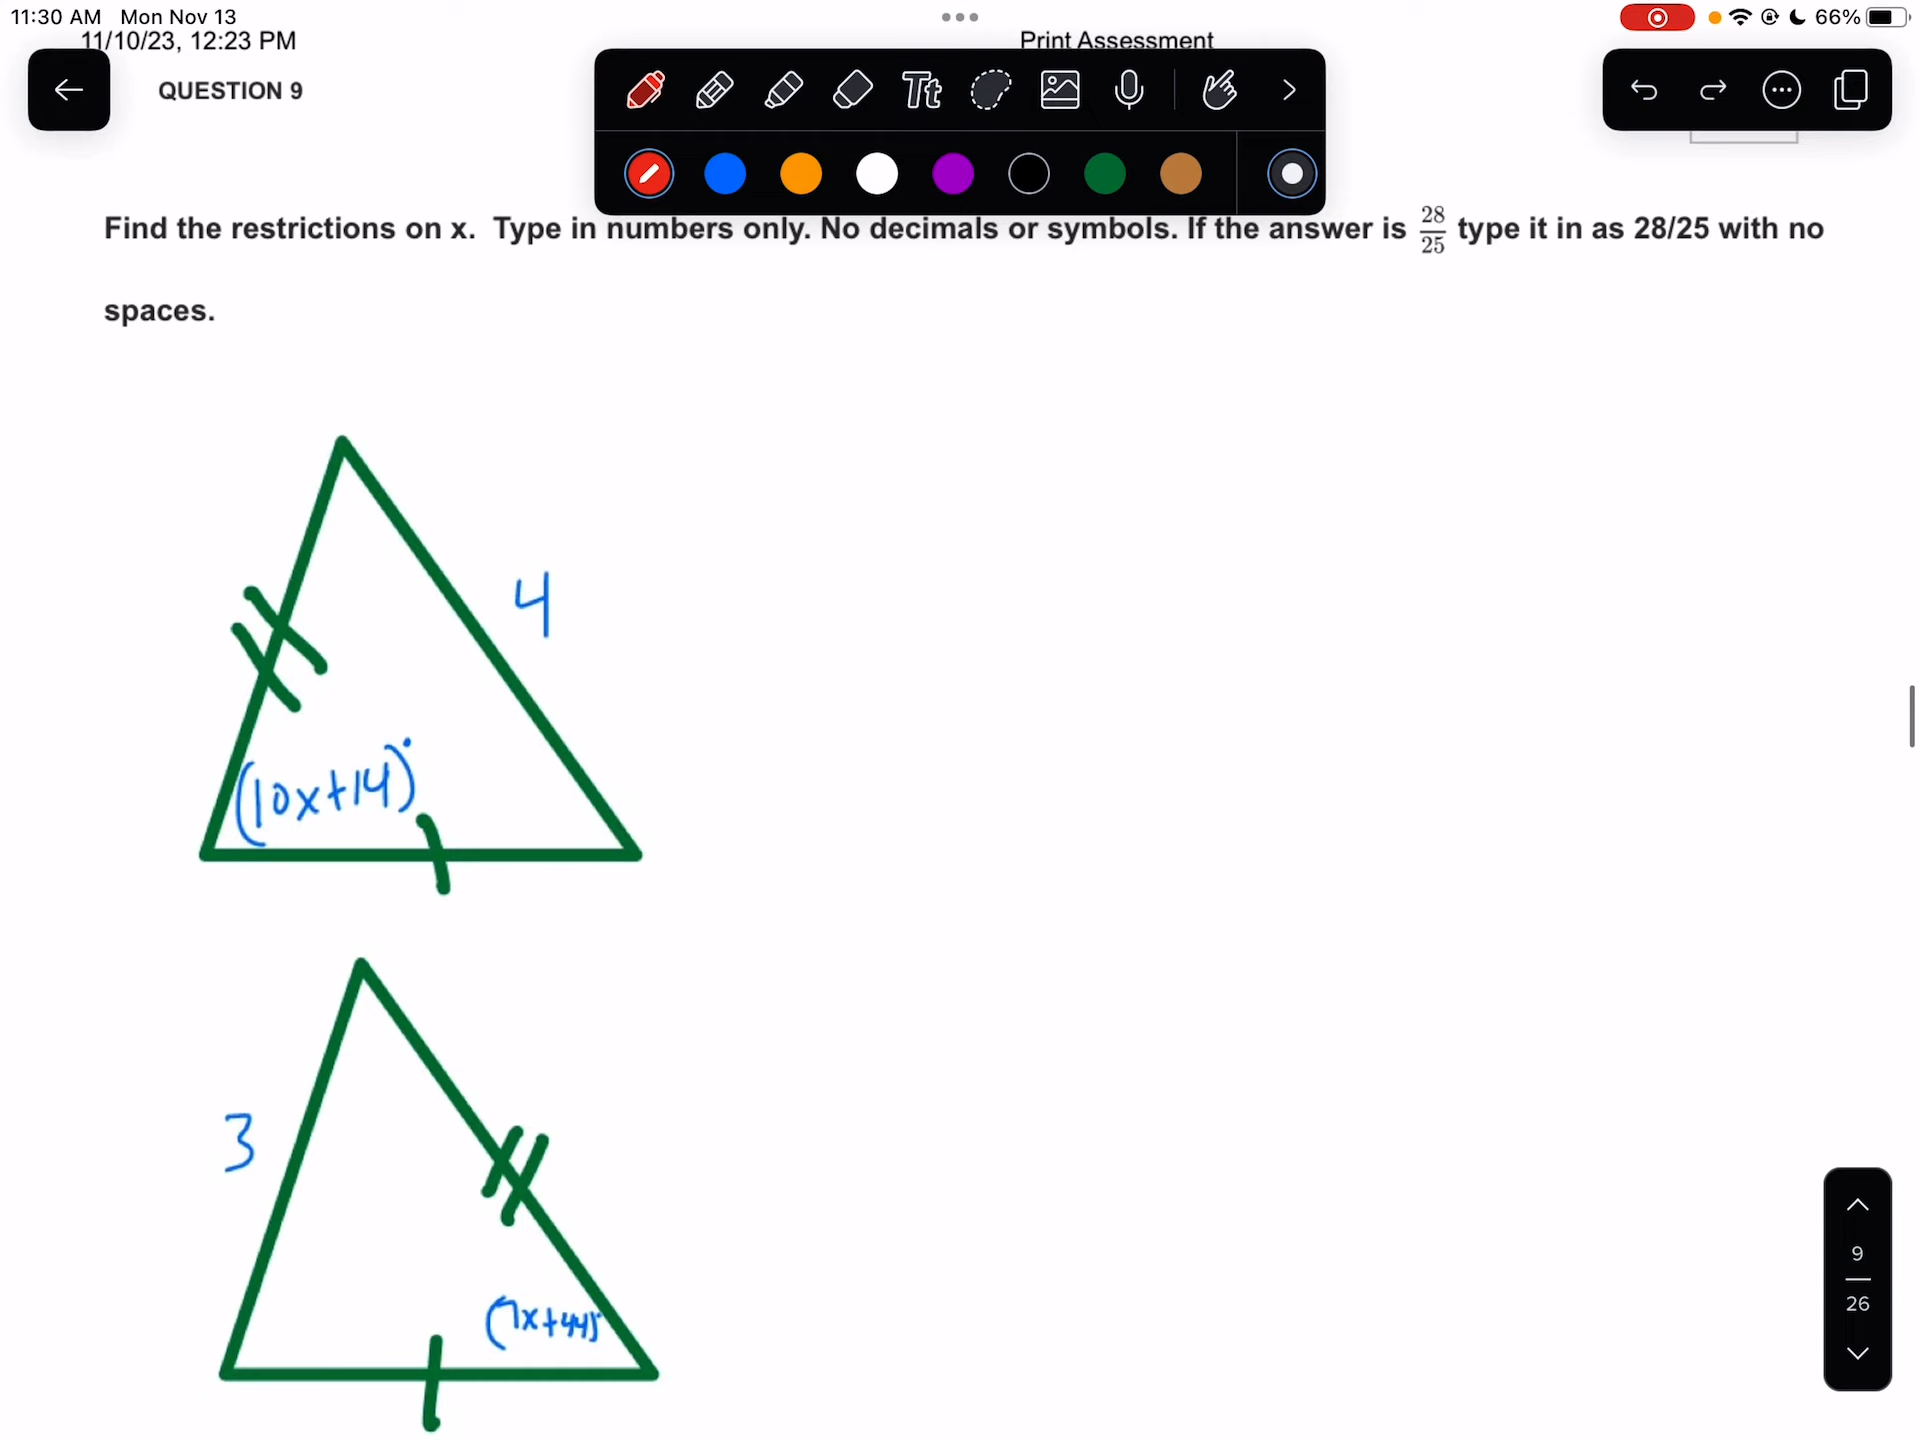 11:30 AM Mon Nov 13
66%
11/10/23, 12:23 PM
Print Assessment
QUESTION 9
Tt
Find the restrictions on x. Type in numbers only. No decimals or symbols. If the answer is 28/25 type it in as 28/25 with no
spaces.
4
(10x+14)°
3
(7x+44)°
9
26